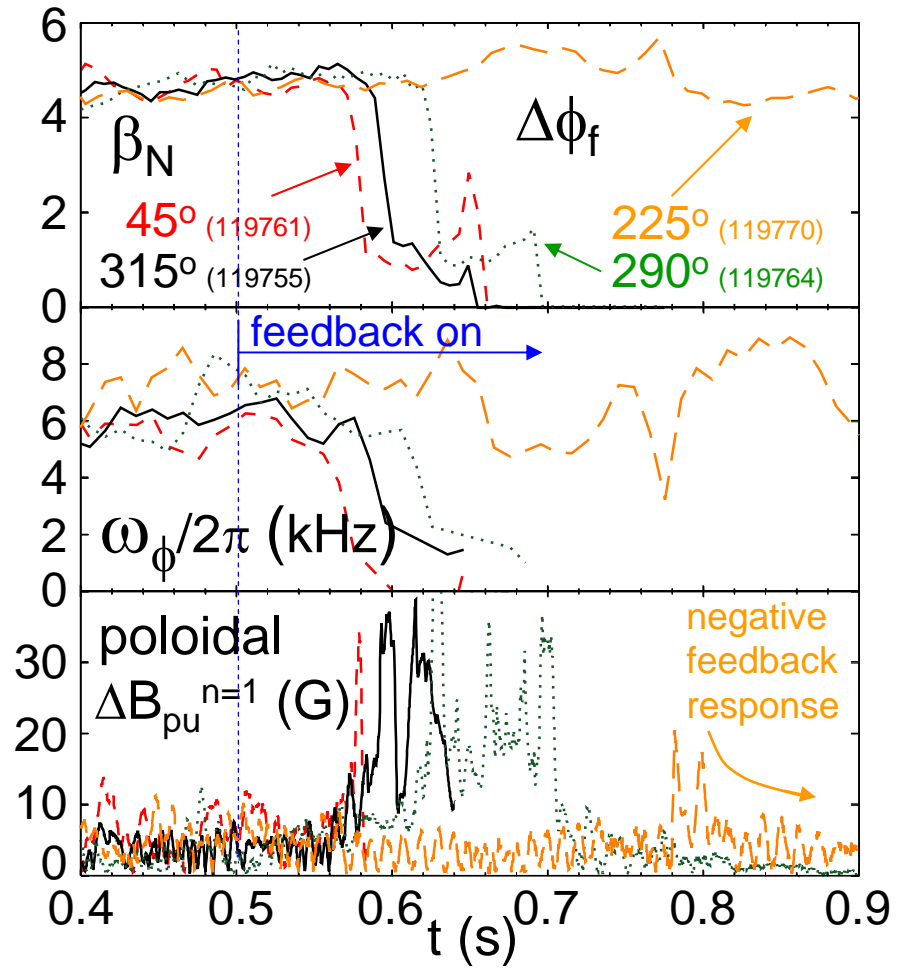 6
4
2
0
β_N
Δϕ_f
45° (119761)
315° (119755)
225° (119770)
290° (119764)
8
6
4
2
0
feedback on
ω_ϕ/2π (kHz)
30
20
10
0
poloidal
ΔB_pu^n=1 (G)
negative
feedback
response
0.4 0.5 0.6 0.7 0.8 0.9
t (s)